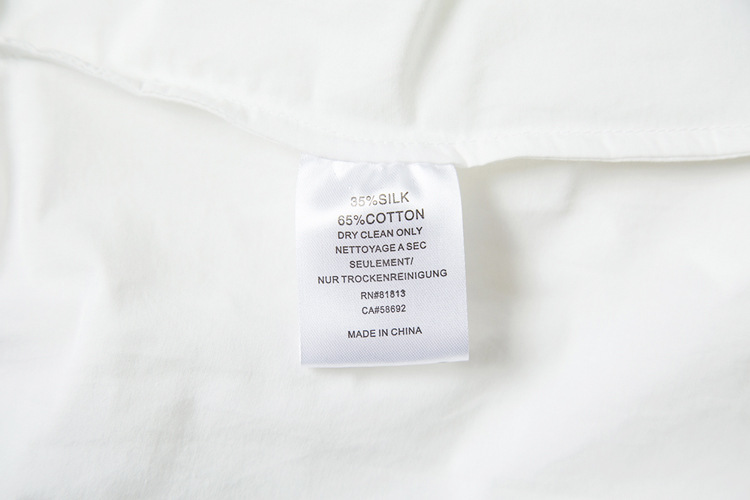 35%SILK
65%COTTON
DRY CLEAN ONLY
NETTOYAGE A SEC
SEULEMENT/
NUR TROCKENREINIGUNG
RN#81813
CA#58692
MADE IN CHINA